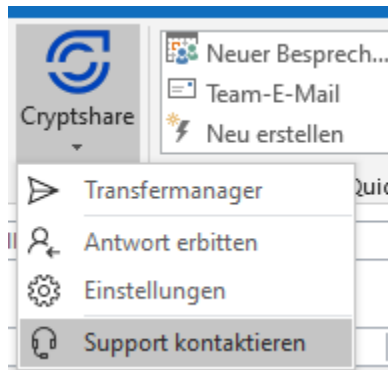 Cryptshare
Neuer Besprech...
Team-E-Mail
Neu erstellen
Transfermanager
Antwort erbitten
Einstellungen
Support kontaktieren